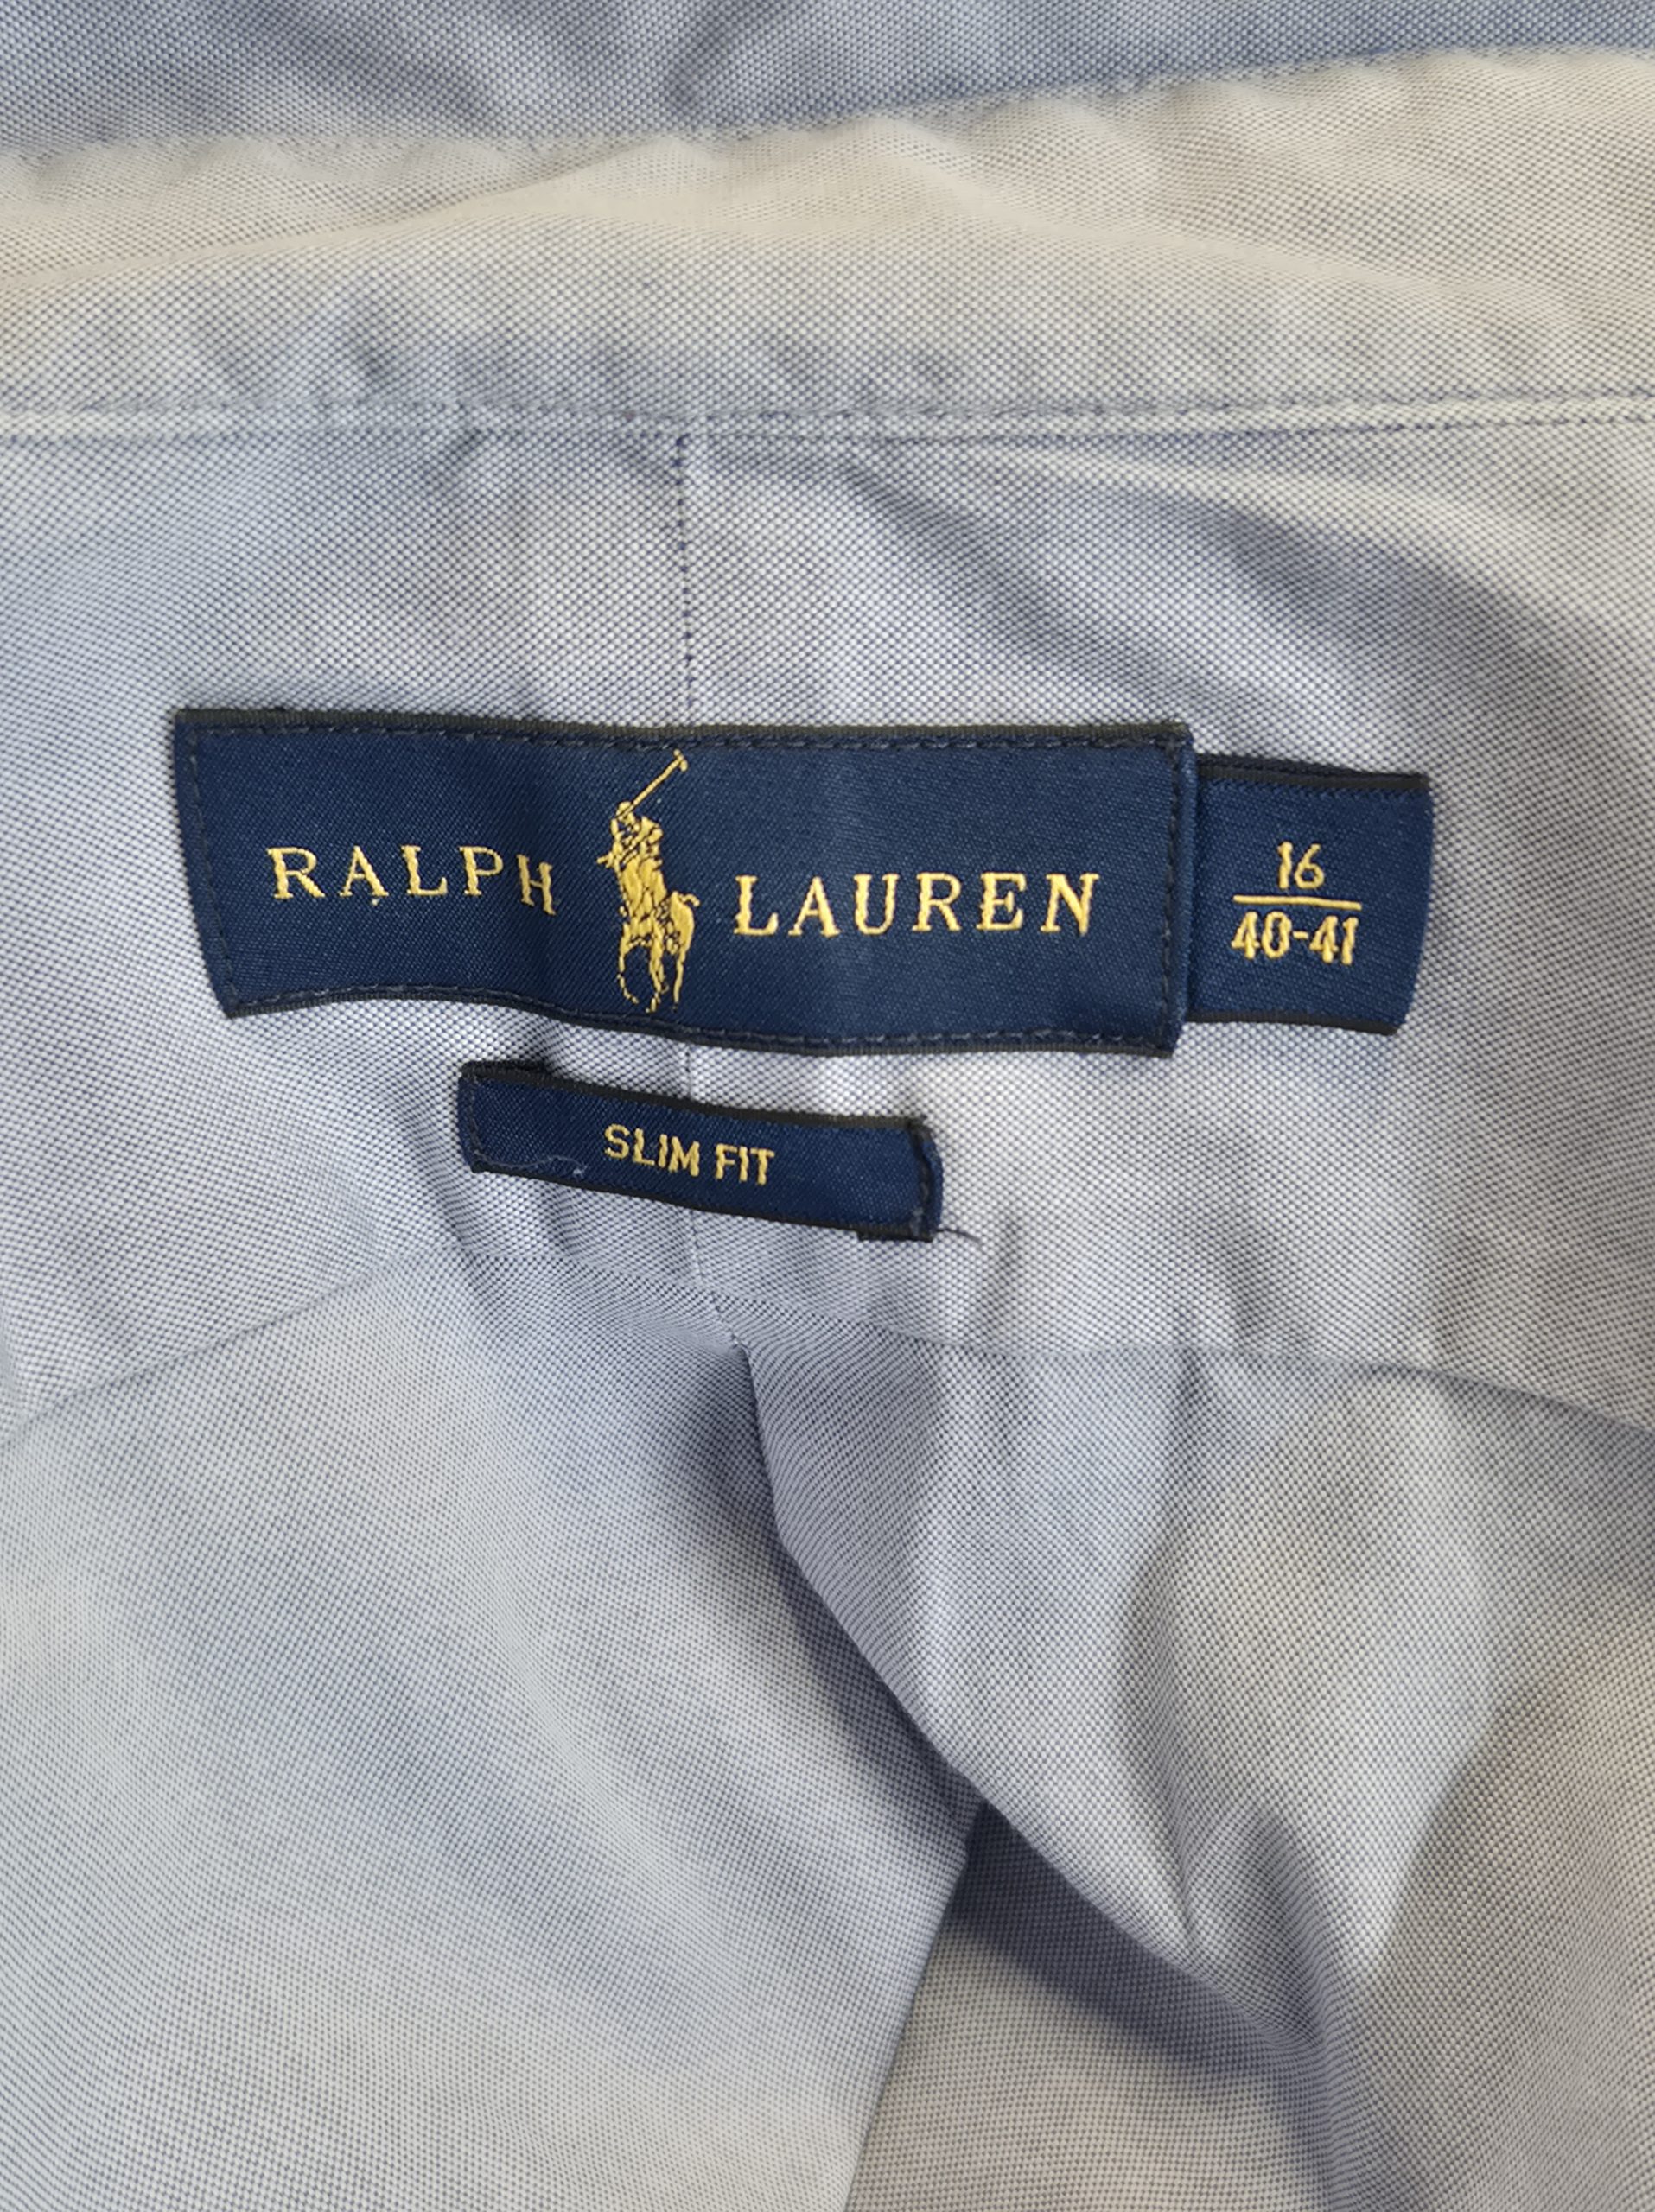 RALPH LAUREN
16
40-41
SLIM FIT